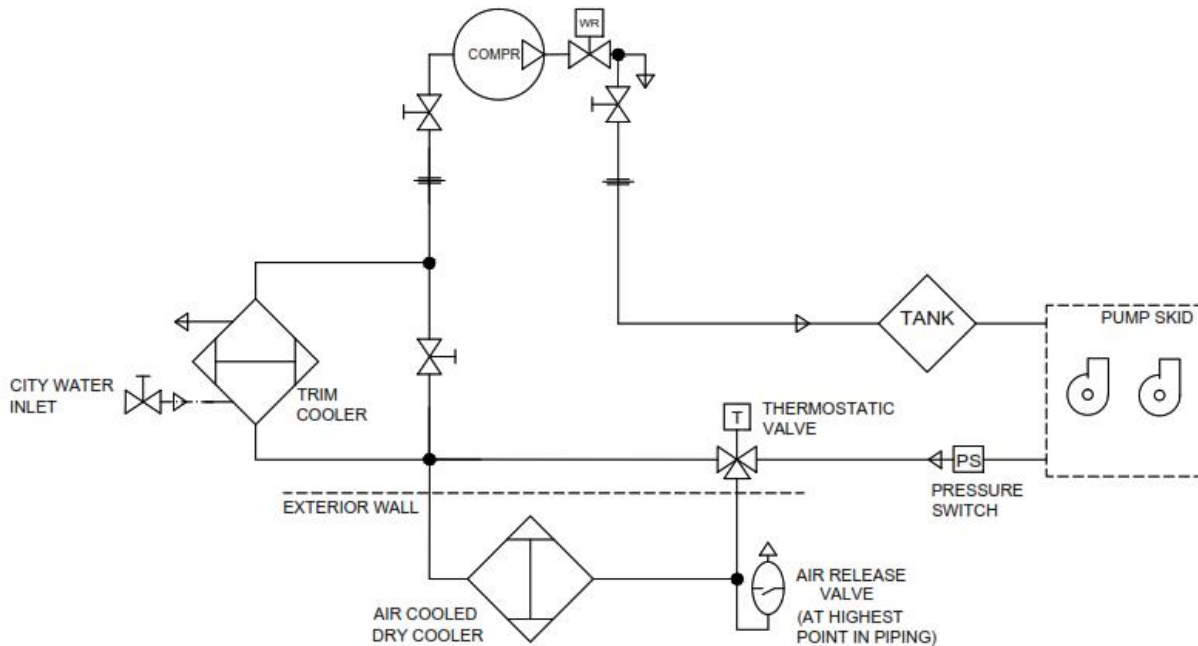 WR
COMPR
TANK
PUMP SKID
CITY WATER
INLET
TRIM
COOLER
T
THERMOSTATIC
VALVE
PS
PRESSURE
SWITCH
EXTERIOR WALL
AIR COOLED
DRY COOLER
AIR RELEASE
VALVE
(AT HIGHEST
POINT IN PIPING)